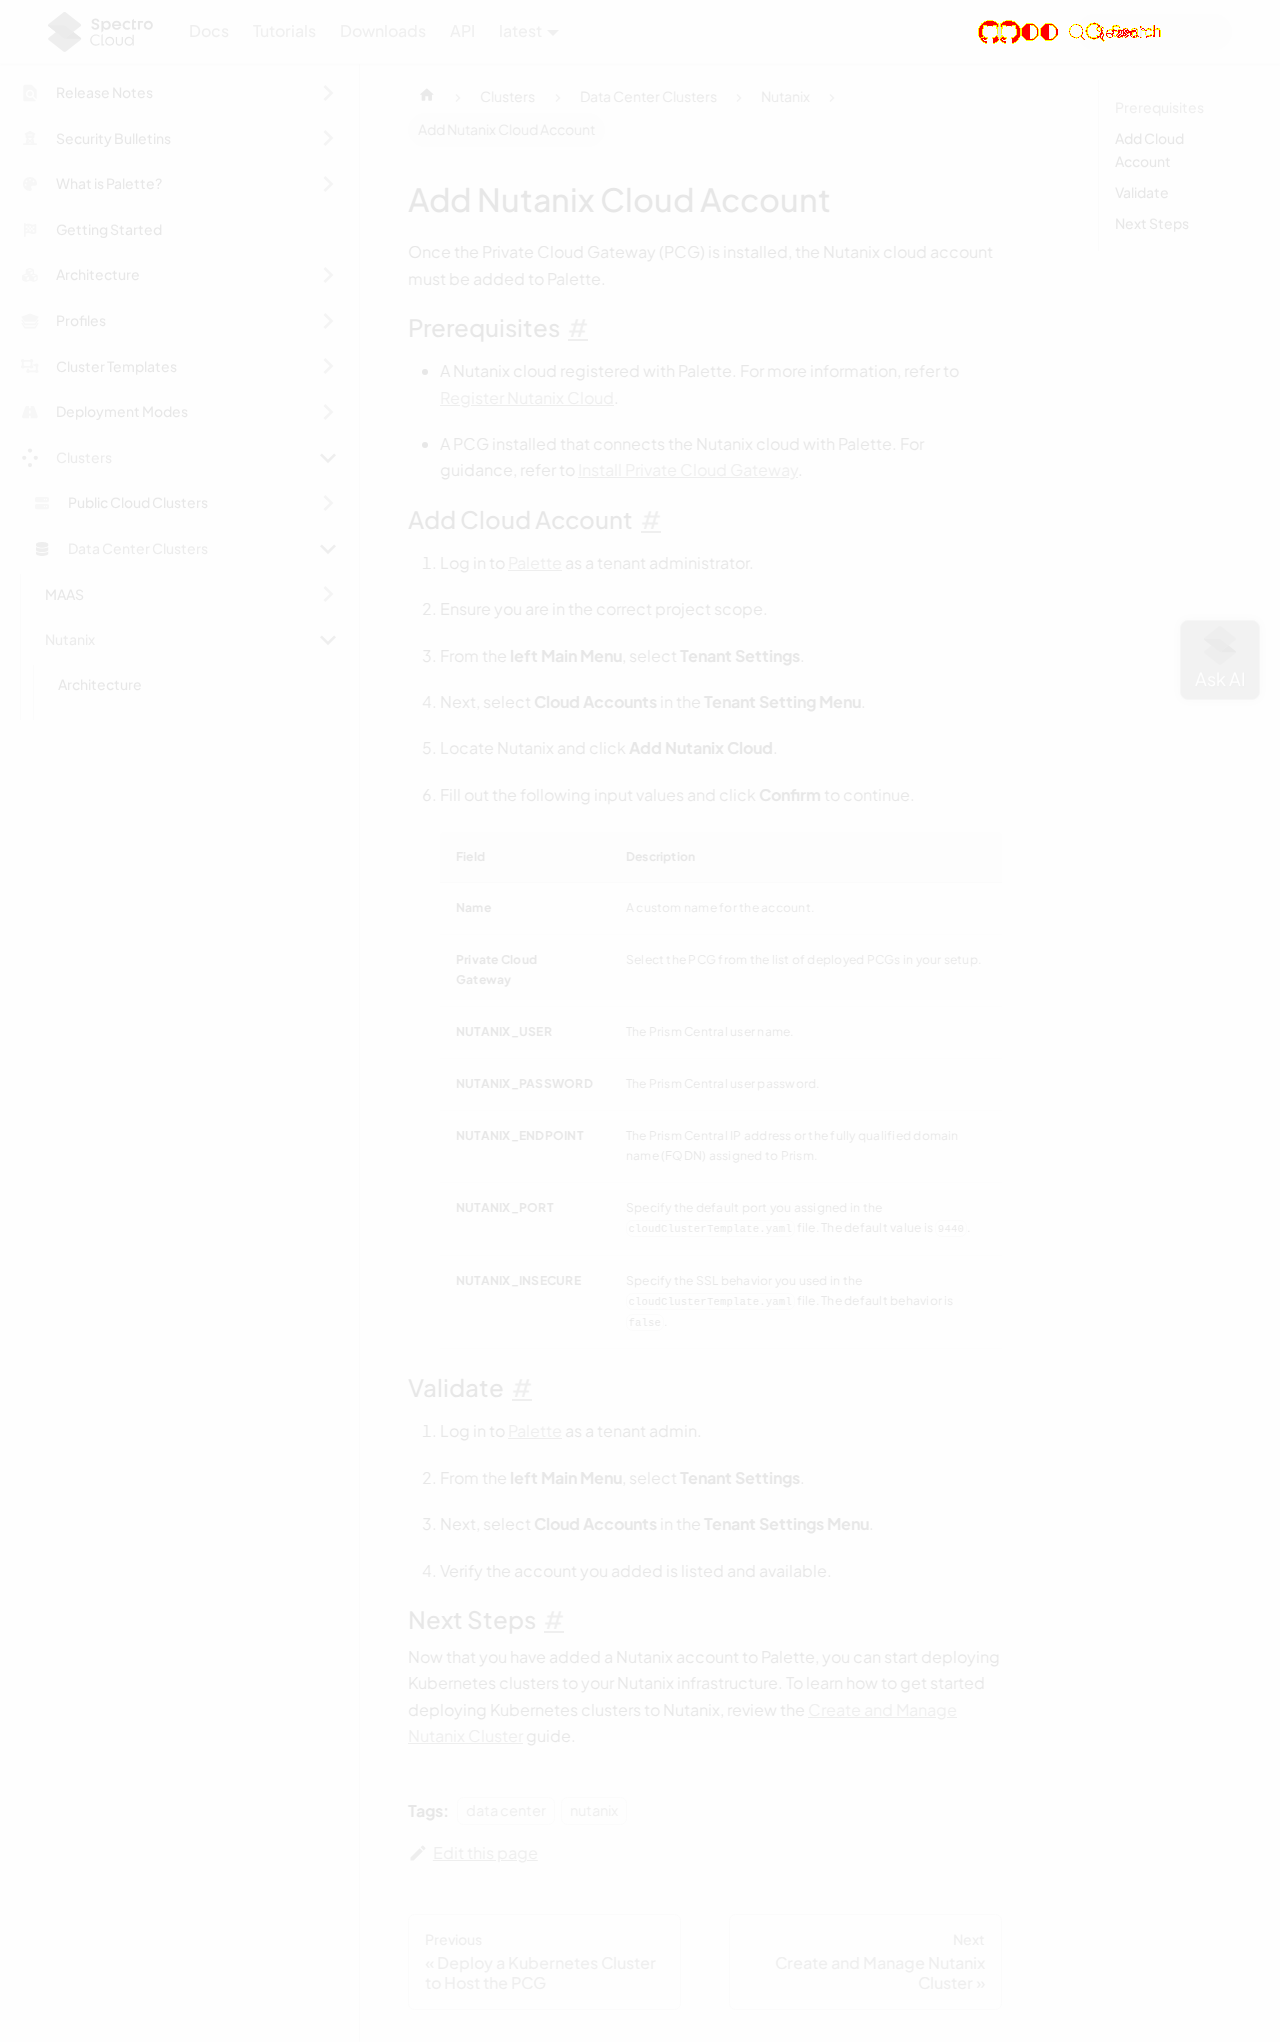 Spectro
Cloud
Docs
Tutorials
Downloads
API
latest
Release Notes
Security Bulletins
What is Palette?
Getting Started
Architecture
Profiles
Cluster Templates
Deployment Modes
Clusters
Public Cloud Clusters
Data Center Clusters
MAAS
Nutanix
Architecture
Clusters
Data Center Clusters
Nutanix
Add Nutanix Cloud Account
Add Nutanix Cloud Account
Once the Private Cloud Gateway (PCG) is installed, the Nutanix cloud account
must be added to Palette.
Prerequisites #
• A Nutanix cloud registered with Palette. For more information, refer to
Register Nutanix Cloud.
• A PCG installed that connects the Nutanix cloud with Palette. For
guidance, refer to Install Private Cloud Gateway.
Add Cloud Account #
1. Log in to Palette as a tenant administrator.
2. Ensure you are in the correct project scope.
3. From the left Main Menu, select Tenant Settings.
4. Next, select Cloud Accounts in the Tenant Setting Menu.
5. Locate Nutanix and click Add Nutanix Cloud.
6. Fill out the following input values and click Confirm to continue.
Field Description
Name A custom name for the account.
Private Cloud Gateway Select the PCG from the list of deployed PCGs in your setup.
NUTANIX_USER The Prism Central user name.
NUTANIX_PASSWORD The Prism Central user password.
NUTANIX_ENDPOINT The Prism Central IP address or the fully qualified domain
name (FQDN) assigned to Prism.
NUTANIX_PORT Specify the default port you assigned in the
cloudClusterTemplate.yaml file. The default value is 9440.
NUTANIX_INSECURE Specify the SSL behavior you used in the
cloudClusterTemplate.yaml file. The default behavior is
false.
Validate #
1. Log in to Palette as a tenant admin.
2. From the left Main Menu, select Tenant Settings.
3. Next, select Cloud Accounts in the Tenant Settings Menu.
4. Verify the account you added is listed and available.
Next Steps #
Now that you have added a Nutanix account to Palette, you can start deploying
Kubernetes clusters to your Nutanix infrastructure. To learn how to get started
deploying Kubernetes clusters to Nutanix, review the Create and Manage
Nutanix Cluster guide.
Tags: data center nutanix
Edit this page
Previous
« Deploy a Kubernetes Cluster
to Host the PCG
Next
Create and Manage Nutanix
Cluster »
Prerequisites
Add Cloud
Account
Validate
Next Steps
Ask AI